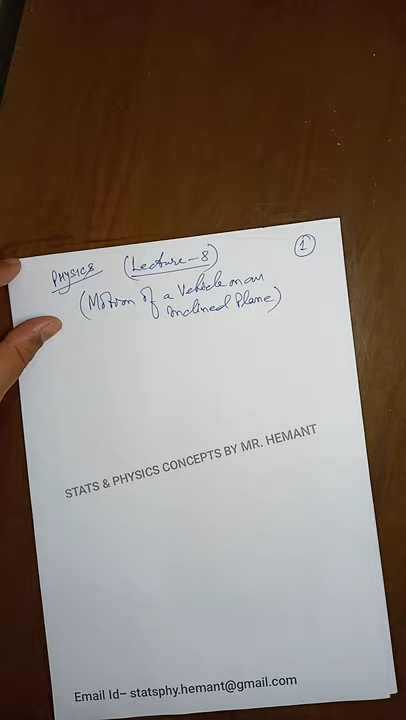 PHYSICS (Lecture-8) 1
(Motion of a Vehicle on an
Inclined Plane)
STATS & PHYSICS CONCEPTS BY MR. HEMANT
Email Id– statsphy.hemant@gmail.com